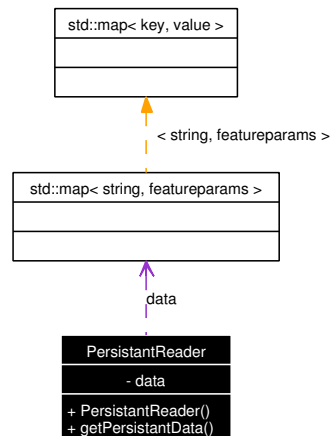 std::map< key, value >
< string, featureparams >
std::map< string, featureparams >
data
PersistantReader
- data
+ PersistantReader()
+ getPersistantData()